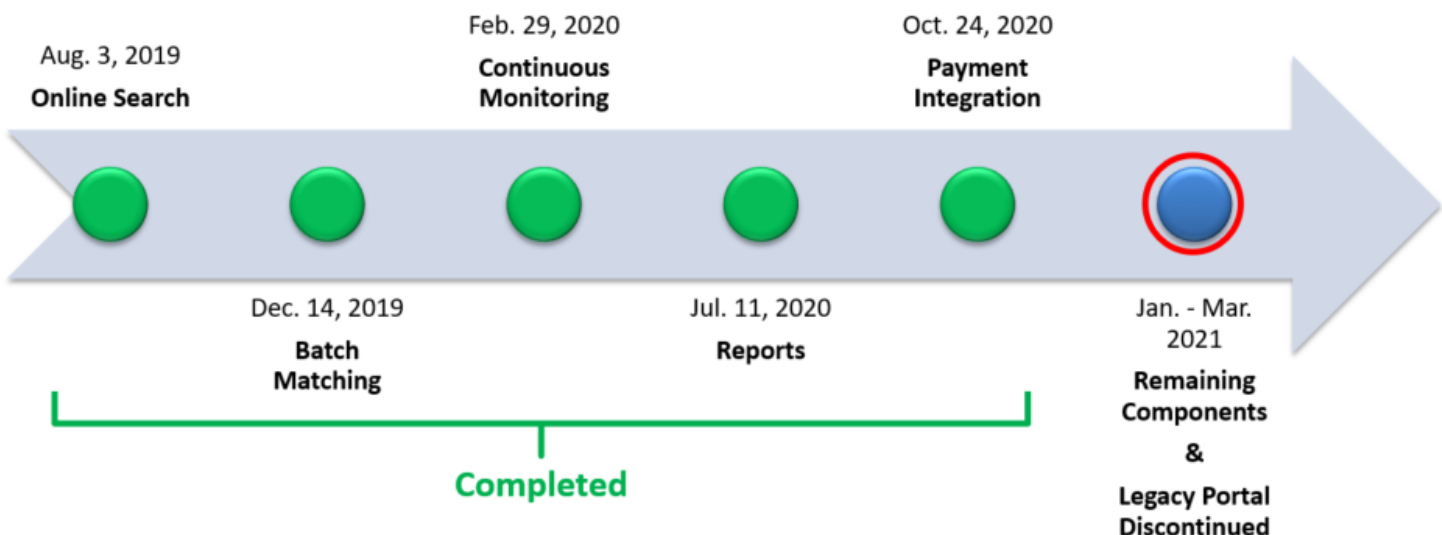 Aug. 3, 2019
Online Search
Feb. 29, 2020
Continuous
Monitoring
Oct. 24, 2020
Payment
Integration
Dec. 14, 2019
Batch
Matching
Jul. 11, 2020
Reports
Jan. - Mar.
2021
Remaining
Components
&
Legacy Portal
Discontinued
Completed